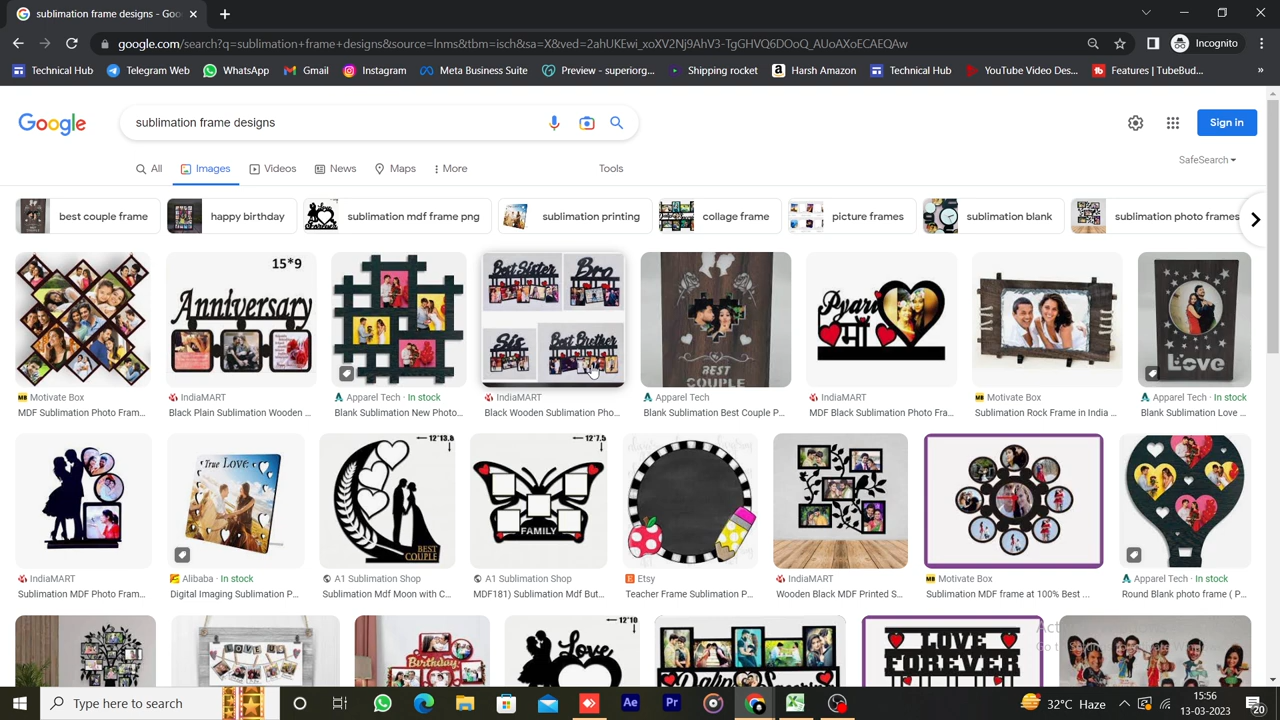 sublimation frame designs - Goo
google.com/search?q=sublimation+frame+designs&source=lnms&tbm=isch&sa=X&ved=2ahUKEwi_xoXV2Nj9AhV3-TgGHVQ6DOoQ_AUoAXoECAEQAw
Incognito
Technical Hub
Telegram Web
WhatsApp
Gmail
Instagram
Meta Business Suite
Preview - superiorg...
Shipping rocket
Harsh Amazon
Technical Hub
YouTube Video Des...
Features | TubeBud...
»
Google
sublimation frame designs
Sign in
All
Images
Videos
News
Maps
More
Tools
SafeSearch
best couple frame
happy birthday
sublimation mdf frame png
sublimation printing
collage frame
picture frames
sublimation blank
sublimation photo frames
15*9
Anniversary
Best Sister
Bro
Sis
Best Brother
BEST
COUPLE
Pyari
माँ
Love
Motivate Box
MDF Sublimation Photo Fram...
IndiaMART
Black Plain Sublimation Wooden ...
Apparel Tech · In stock
Blank Sublimation New Photo...
IndiaMART
Black Wooden Sublimation Pho...
Apparel Tech
Blank Sublimation Best Couple P...
IndiaMART
MDF Black Sublimation Photo Fra...
Motivate Box
Sublimation Rock Frame in India ...
Apparel Tech · In stock
Blank Sublimation Love ...
True Love:
12*13.8
BEST
COUPLE
12*7.5
FAMILY
IndiaMART
Sublimation MDF Photo Fram...
Alibaba · In stock
Digital Imaging Sublimation P...
A1 Sublimation Shop
Sublimation Mdf Moon with C...
A1 Sublimation Shop
MDF181) Sublimation Mdf But...
Etsy
Teacher Frame Sublimation P...
IndiaMART
Wooden Black MDF Printed S...
Motivate Box
Sublimation MDF frame at 100% Best ...
Apparel Tech · In stock
Round Blank photo frame ( P...
Birthday
12*10
Love
LOVE
FOREVER
Type here to search
32°C Haze
15:56
13-03-2023
20